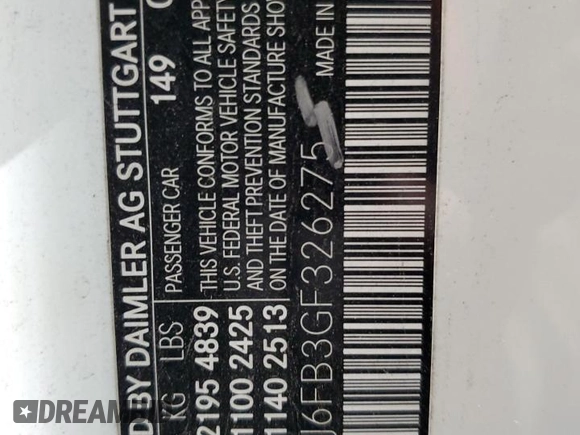 D BY DAIMLER AG STUTTGART
149
KG LBS PASSENGER CAR
2195 4839 THIS VEHICLE CONFORMS TO ALL APP
1100 2425 U.S. FEDERAL MOTOR VEHICLE SAFETY
1140 2513 AND THEFT PREVENTION STANDARDS
ON THE DATE OF MANUFACTURE SHO
6FB3GF326275 MADE IN
DREAM